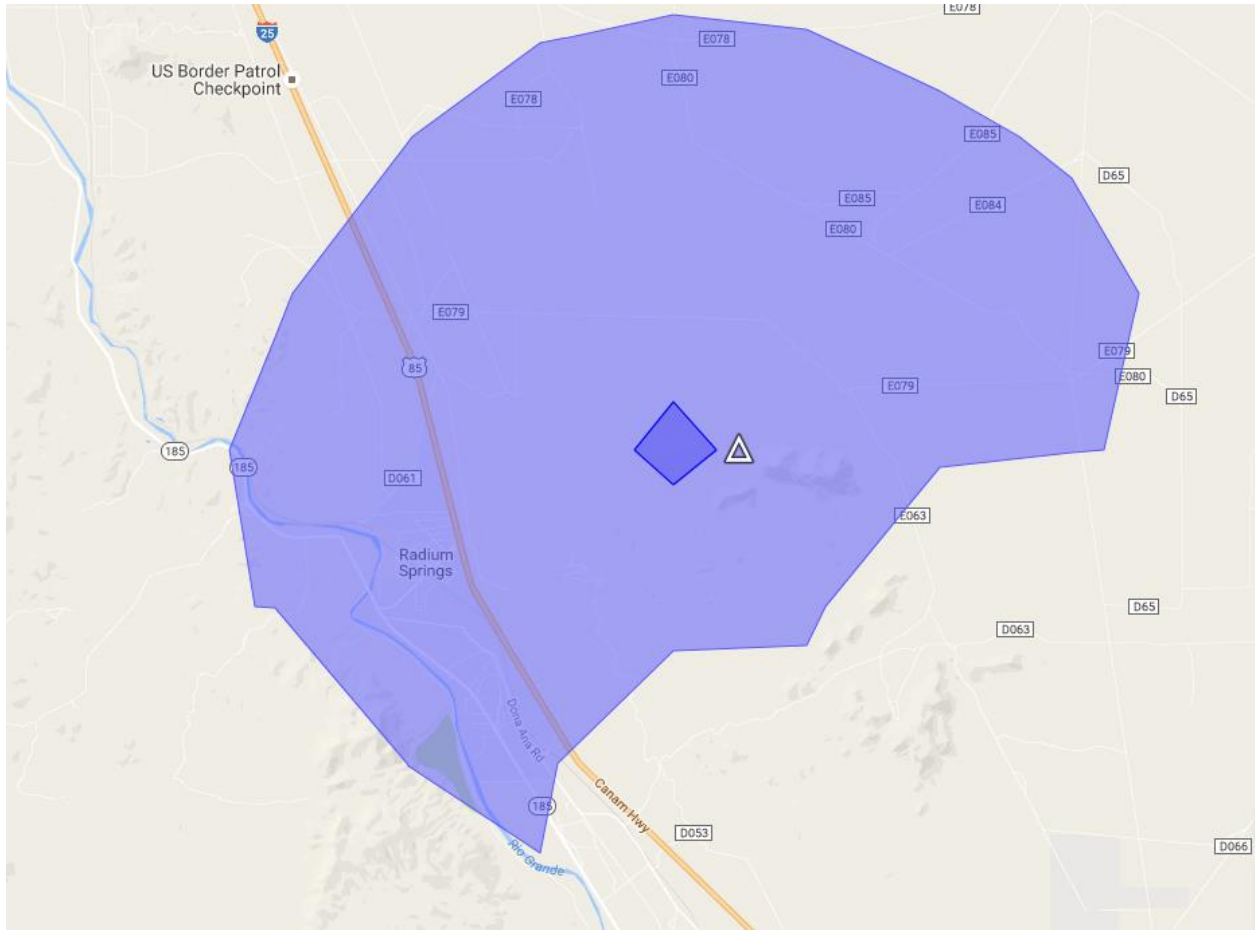 E078
25
E078
US Border Patrol
Checkpoint
E080
E078
E085
D65
E085
E084
E080
E079
E079
85
E080
E079
D65
185
185
D061
E063
Radium
Springs
D65
D063
Dona Ana Rd
185
Canam Hwy
D053
D066
Rio Grande